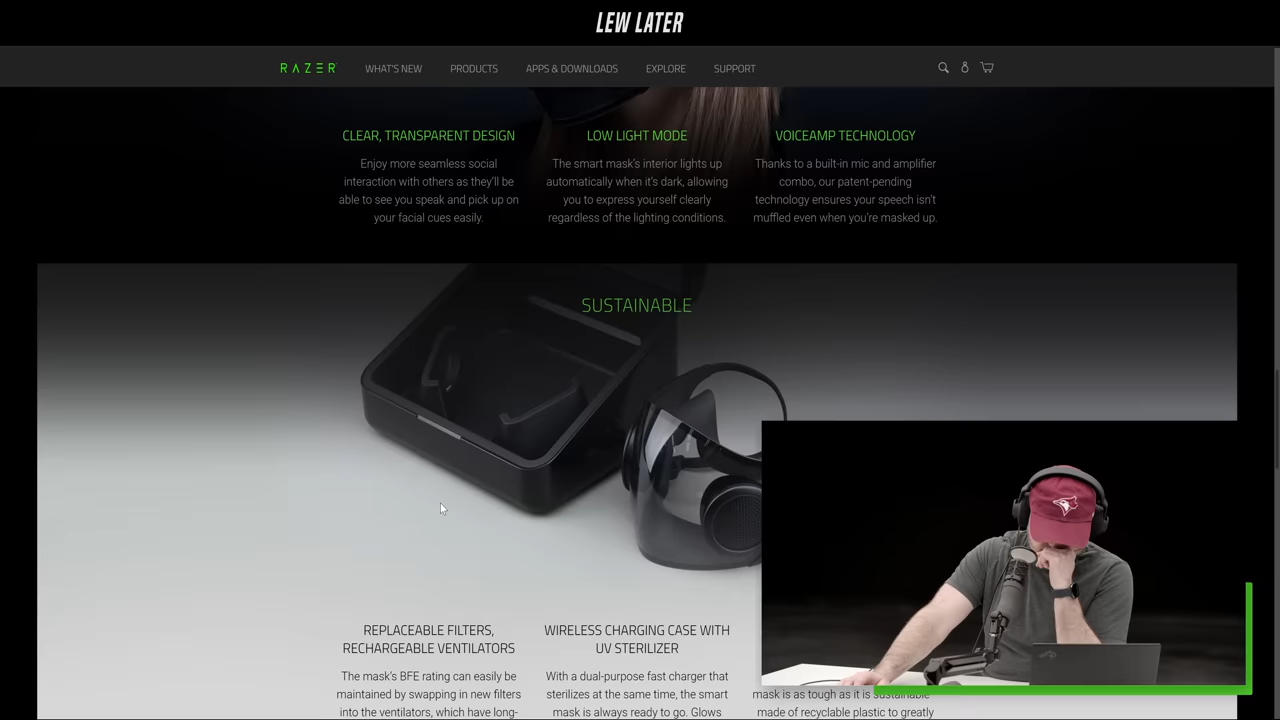 LEW LATER
RAZER
WHAT'S NEW
PRODUCTS
APPS & DOWNLOADS
EXPLORE
SUPPORT
CLEAR, TRANSPARENT DESIGN
Enjoy more seamless social
interaction with others as they'll be
able to see you speak and pick up on
your facial cues easily.
LOW LIGHT MODE
The smart mask's interior lights up
automatically when it's dark, allowing
you to express yourself clearly
regardless of the lighting conditions.
VOICEAMP TECHNOLOGY
Thanks to a built-in mic and amplifier
combo, our patent-pending
technology ensures your speech isn't
muffled even when you're masked up.
SUSTAINABLE
REPLACEABLE FILTERS,
RECHARGEABLE VENTILATORS
The mask's BFE rating can easily be
maintained by swapping in new filters
into the ventilators, which have long-
WIRELESS CHARGING CASE WITH
UV STERILIZER
With a dual-purpose fast charger that
sterilizes at the same time, the smart
mask is always ready to go. Glows
mask is as tough as it is sustainable
made of recyclable plastic to greatly